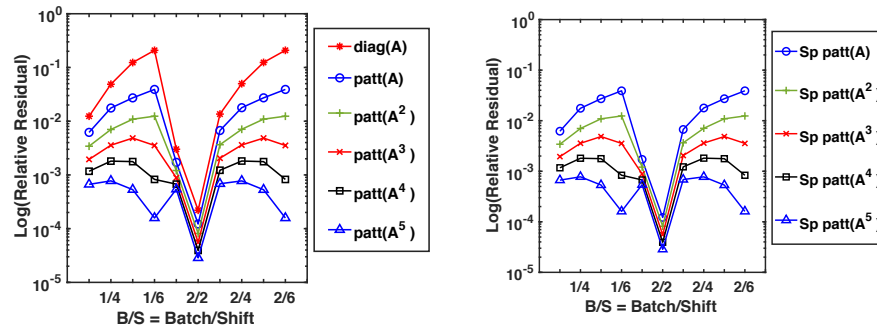 10^0
10^-1
10^-2
10^-3
10^-4
10^-5
Log(Relative Residual)
1/4
1/6
2/2
2/4
2/6
B/S = Batch/Shift
diag(A)
patt(A)
patt(A^2)
patt(A^3)
patt(A^4)
patt(A^5)
10^0
10^-1
10^-2
10^-3
10^-4
10^-5
Log(Relative Residual)
1/4
1/6
2/2
2/4
2/6
B/S = Batch/Shift
Sp patt(A)
Sp patt(A^2)
Sp patt(A^3)
Sp patt(A^4)
Sp patt(A^5)